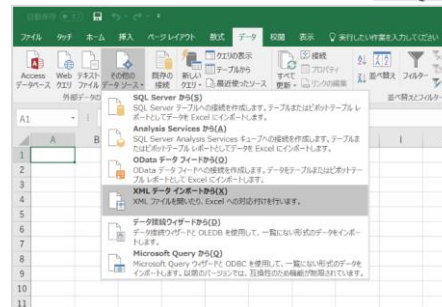 自動保存
ファイル タッチ ホーム 挿入 ページレイアウト 数式 データ 校閲 表示 実行したい作業を入力してください
クエリの表示 接続
テーブルから プロパティ
最近使ったソース リンクの編集
Access Web テキスト その他の 既存の 新しい すべて 並べ替え フィルター
データベース クエリ ファイル データ ソース 接続 クエリ 更新
外部データの 並べ替えとフィルター
A1
SQL Server から(S)
SQL Server テーブルへの接続を作成します。テーブルまたはピボットテーブル レ
ポートとしてデータを Excel にインポートします。
Analysis Services から(A)
SQL Server Analysis Services キューブへの接続を作成します。テーブルま
たはピボットテーブル レポートとしてデータを Excel にインポートします。
OData データ フィードから(O)
OData データ フィードへの接続を作成します。データをテーブルまたはピボットテー
ブル レポートとして Excel にインポートします。
XML データ インポートから(X)
XML ファイルを開いたり、Excel への対応付けを行います。
データ接続ウィザードから(D)
データ接続ウィザードと OLEDB を使用して、一覧にない形式のデータをインポー
トします。
Microsoft Query から(Q)
Microsoft Query ウィザードと ODBC を使用して、一覧にない形式のデータを
インポートします。以前のバージョンでは、互換性のため機能が制限されています。
A B I
1
2
3
4
5
6
7
8
9
10
11